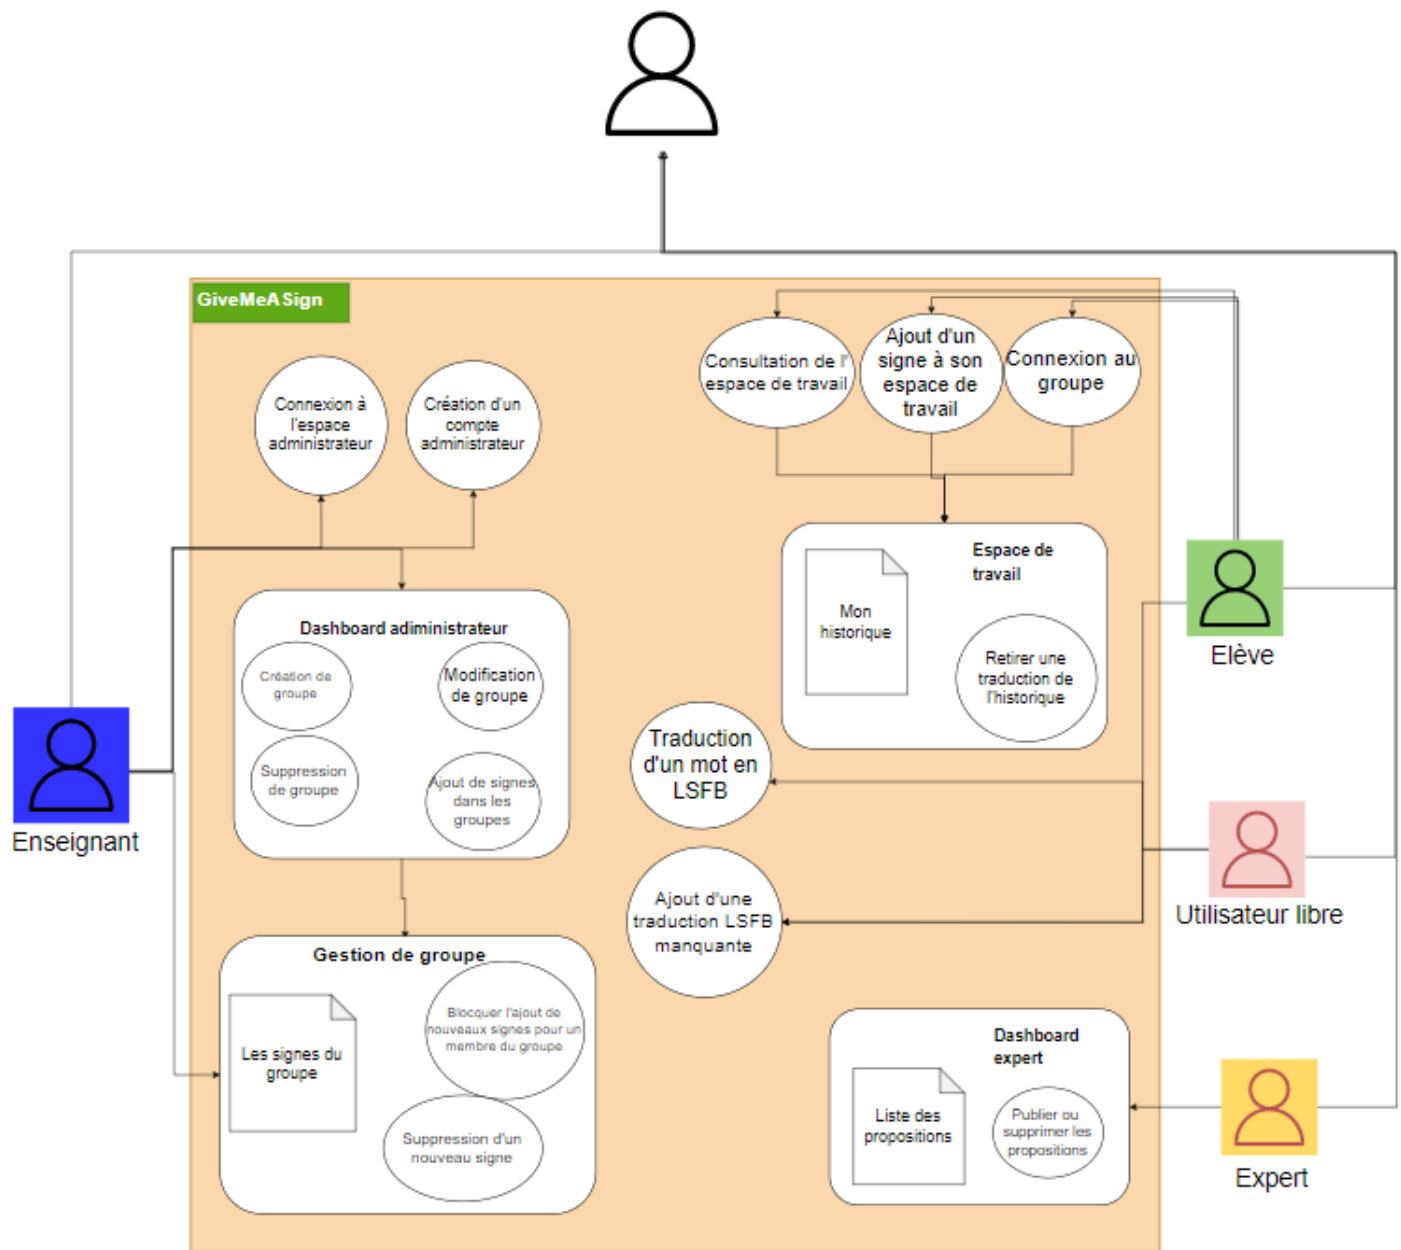 GiveMeASign
Connexion à
l'espace
administrateur
Création d'un
compte
administrateur
Consultation de l'
espace de travail
Ajout d'un
signe à son
espace de
travail
Connexion au
groupe
Espace de
travail
Mon
historique
Retirer une
traduction de
l'historique
Elève
Dashboard adiministrateur
Création de
groupe
Modification
de groupe
Suppression
de groupe
Ajout de signes
dans les
groupes
Enseignant
Traduction
d'un mot en
LSFB
Ajout d'une
traduction LSFB
manquante
Utilisateur libre
Gestion de groupe
Les signes du
groupe
Blocquer l'ajout de
nouveaux signes pour un
membre du groupe
Suppression d'un
nouveau signe
Dashboard
expert
Liste des
propositions
Publier ou
supprimer les
propositions
Expert